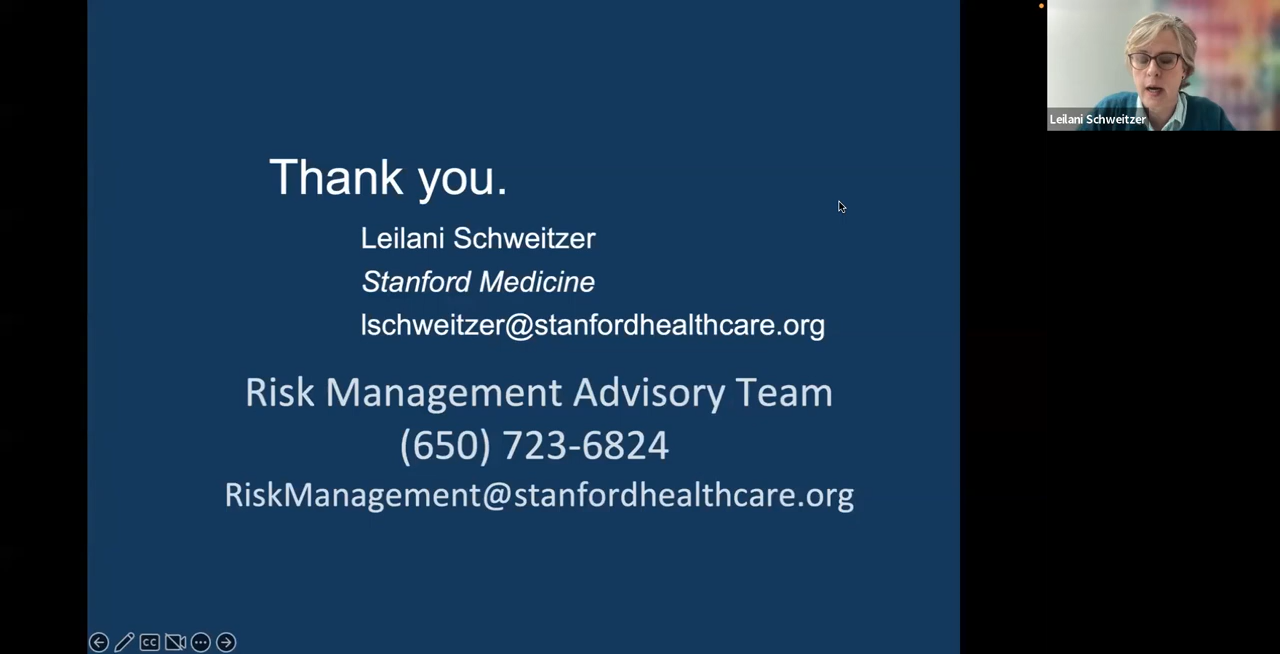 Thank you.
Leilani Schweitzer
Stanford Medicine
lschweitzer@stanfordhealthcare.org
Risk Management Advisory Team
(650) 723-6824
RiskManagement@stanfordhealthcare.org
CC
Leilani Schweitzer